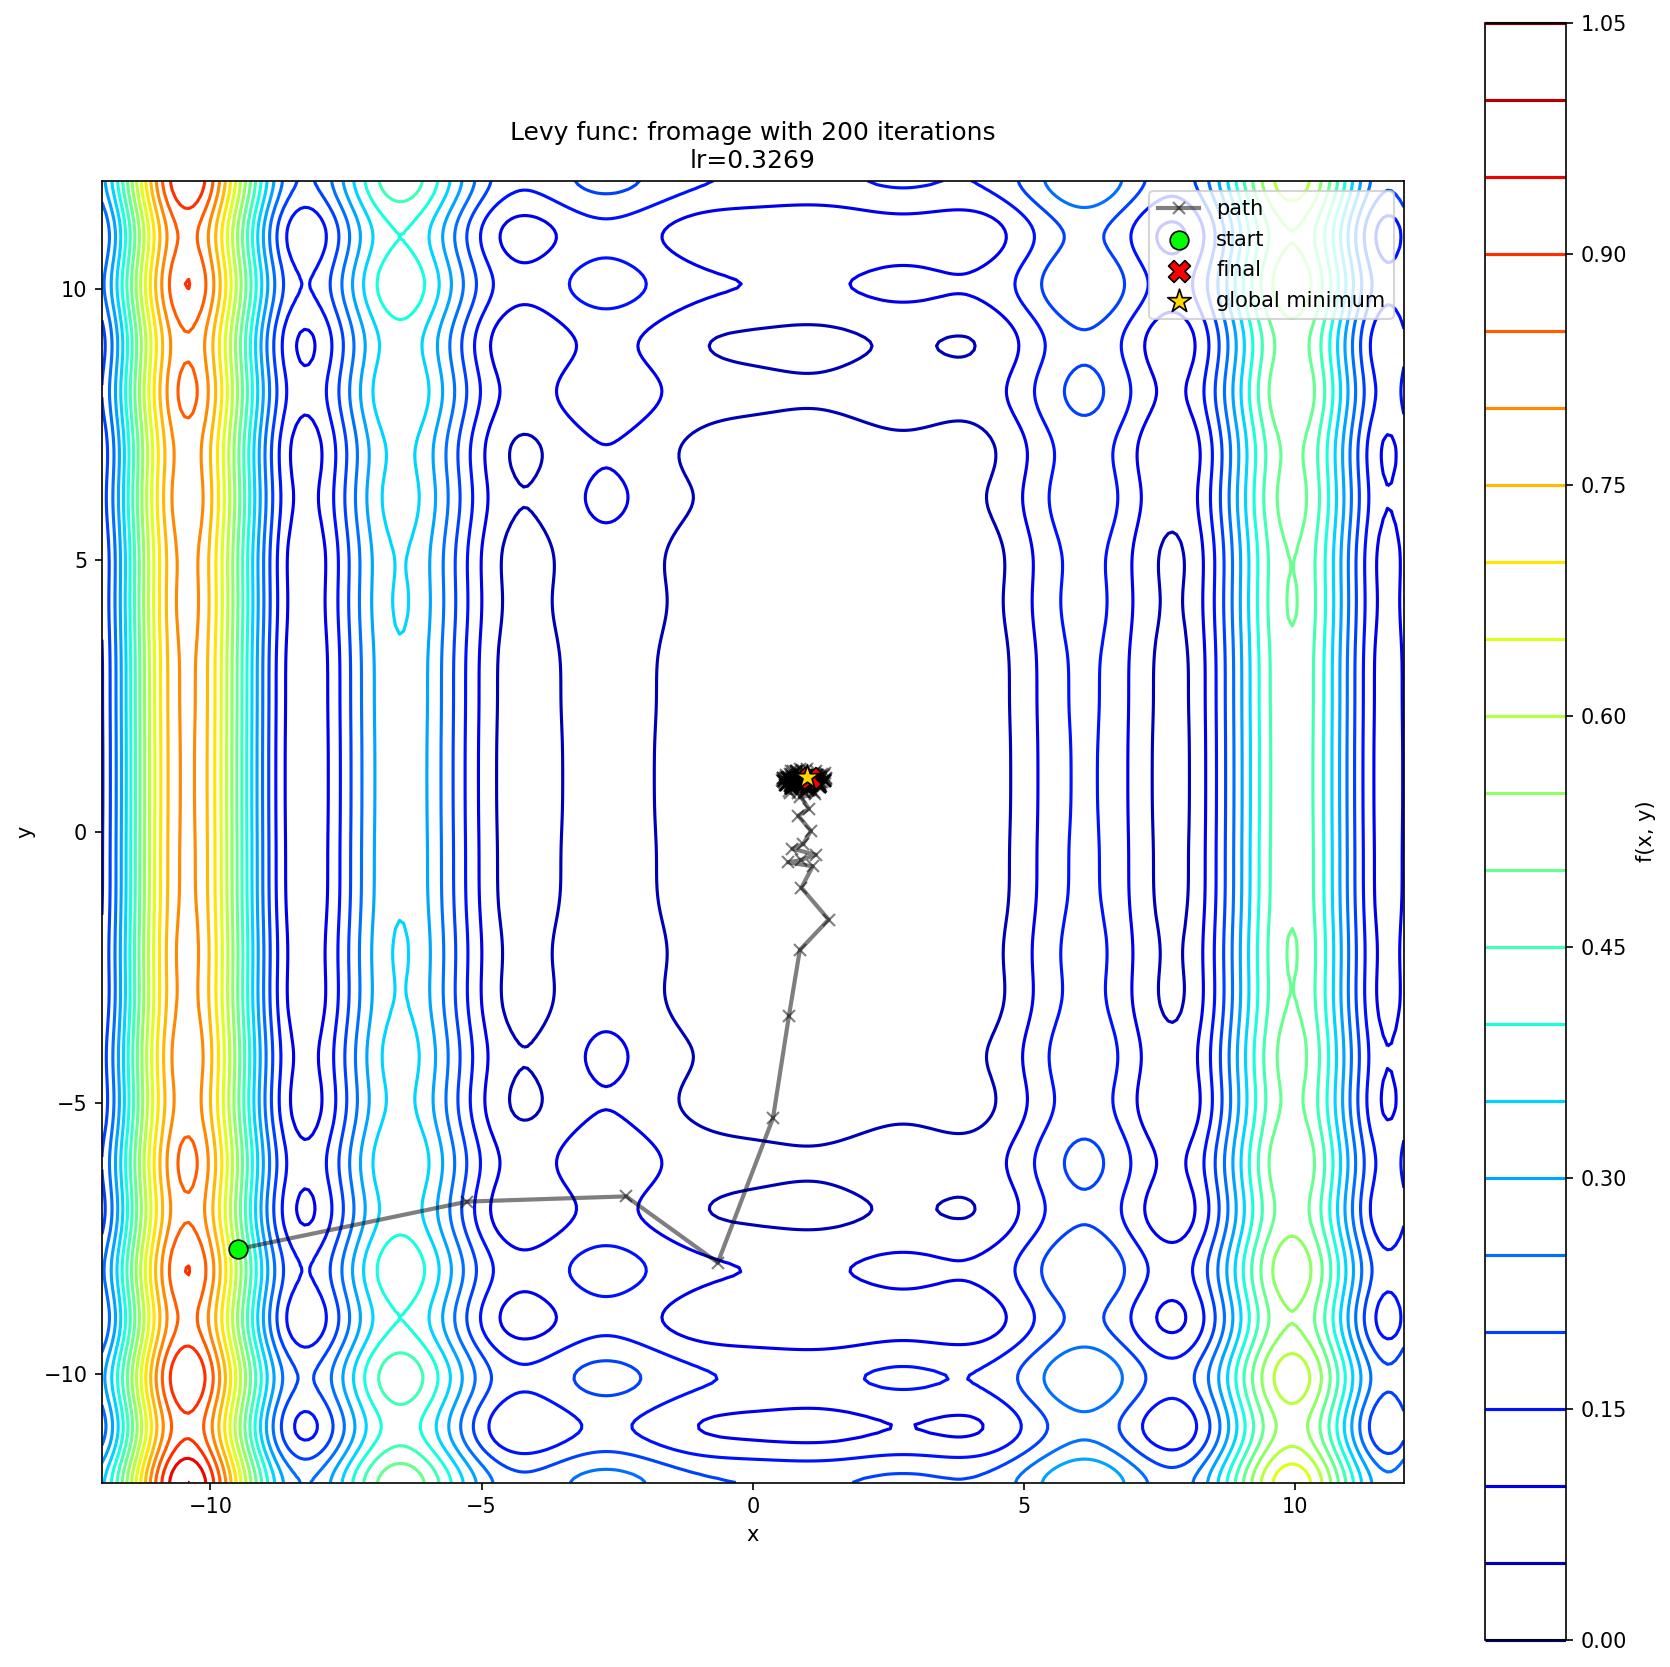 Levy func: fromage with 200 iterations
lr=0.3269
path
start
final
global minimum
10
5
0
−5
−10
y
−10
−5
0
5
10
x
1.05
0.90
0.75
0.60
0.45
0.30
0.15
0.00
f(x, y)